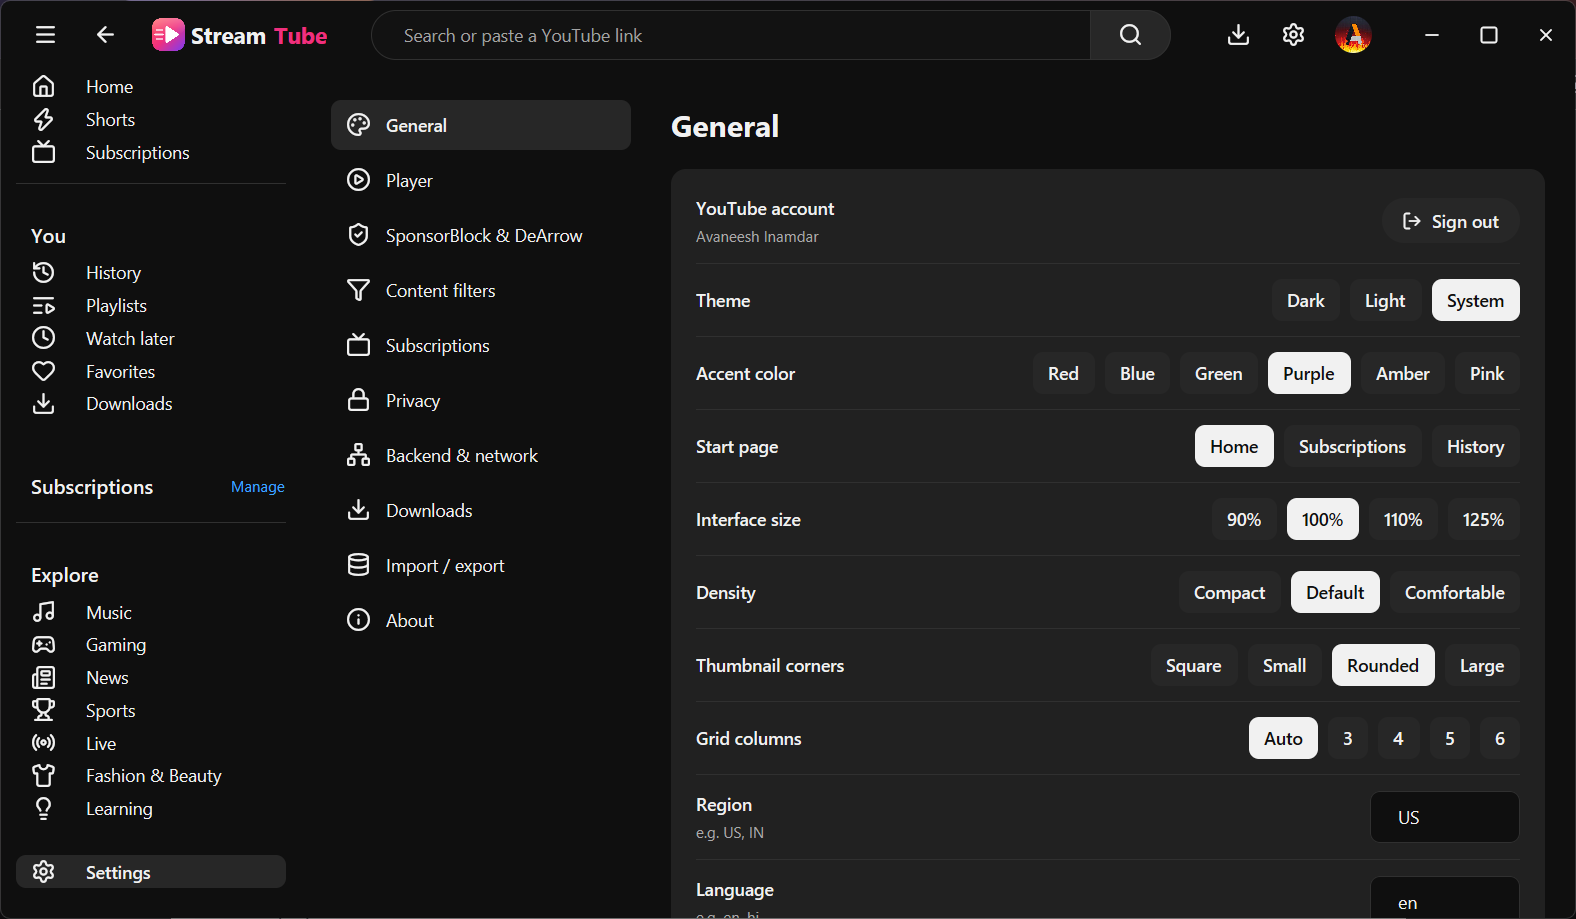 Stream Tube
Search or paste a YouTube link
Home
Shorts
Subscriptions
You
History
Playlists
Watch later
Favorites
Downloads
Subscriptions
Manage
Explore
Music
Gaming
News
Sports
Live
Fashion & Beauty
Learning
Settings
General
Player
SponsorBlock & DeArrow
Content filters
Subscriptions
Privacy
Backend & network
Downloads
Import / export
About
General
YouTube account
Avaneesh Inamdar
Sign out
Theme
Dark Light System
Accent color
Red Blue Green Purple Amber Pink
Start page
Home Subscriptions History
Interface size
90% 100% 110% 125%
Density
Compact Default Comfortable
Thumbnail corners
Square Small Rounded Large
Grid columns
Auto 3 4 5 6
Region
e.g. US, IN
US
Language
e.g. en, hi
en